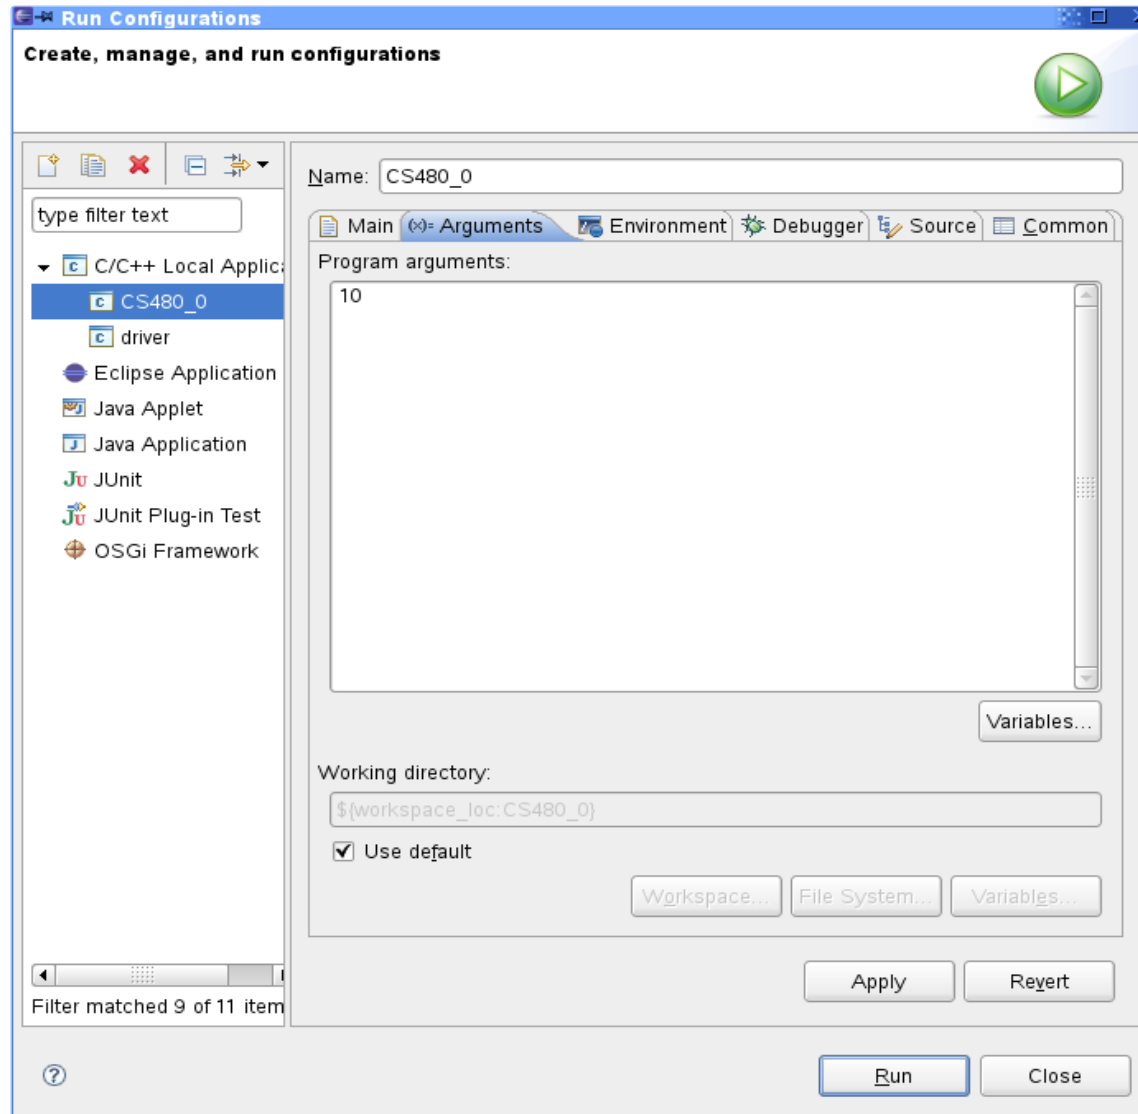 Run Configurations
Create, manage, and run configurations
type filter text
C/C++ Local Applic
CS480_0
driver
Eclipse Application
Java Applet
Java Application
JUnit
JUnit Plug-in Test
OSGi Framework
Filter matched 9 of 11 item
Name: CS480_0
Main (x)= Arguments Environment Debugger Source Common
Program arguments:
10
Variables...
Working directory:
${workspace_loc:CS480_0}
Use default
Workspace... File System... Variables...
Apply Revert
Run Close